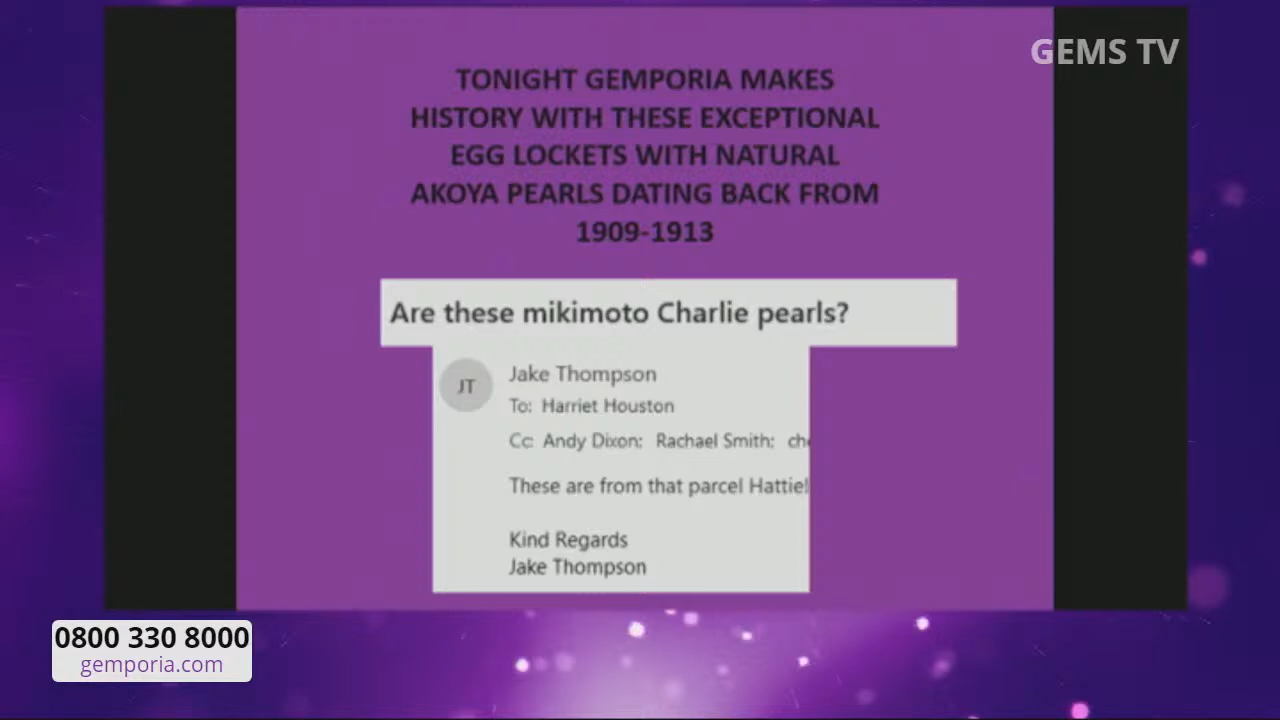 GEMS TV
TONIGHT GEMPORIA MAKES
HISTORY WITH THESE EXCEPTIONAL
EGG LOCKETS WITH NATURAL
AKOYA PEARLS DATING BACK FROM
1909-1913
Are these mikimoto Charlie pearls?
JT
Jake Thompson
To: Harriet Houston
Cc: Andy Dixon; Rachael Smith;
These are from that parcel Hattie!
Kind Regards
Jake Thompson
0800 330 8000
gemporia.com